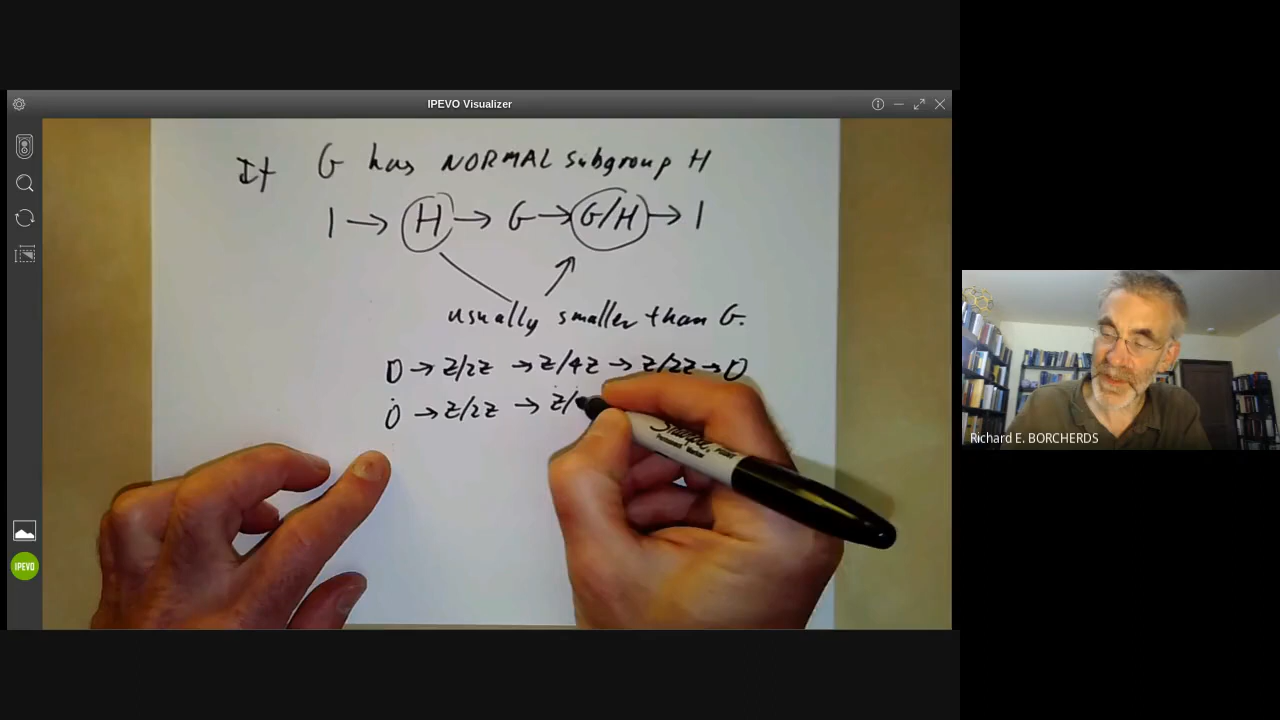 IPEVO Visualizer
If G has NORMAL subgroup H
1 → H → G → G/H → 1
usually smaller than G.
0 → Z/2Z → Z/4Z → Z/2Z → 0
0 → Z/2Z → Z/
IPEVO
Richard E. BORCHERDS